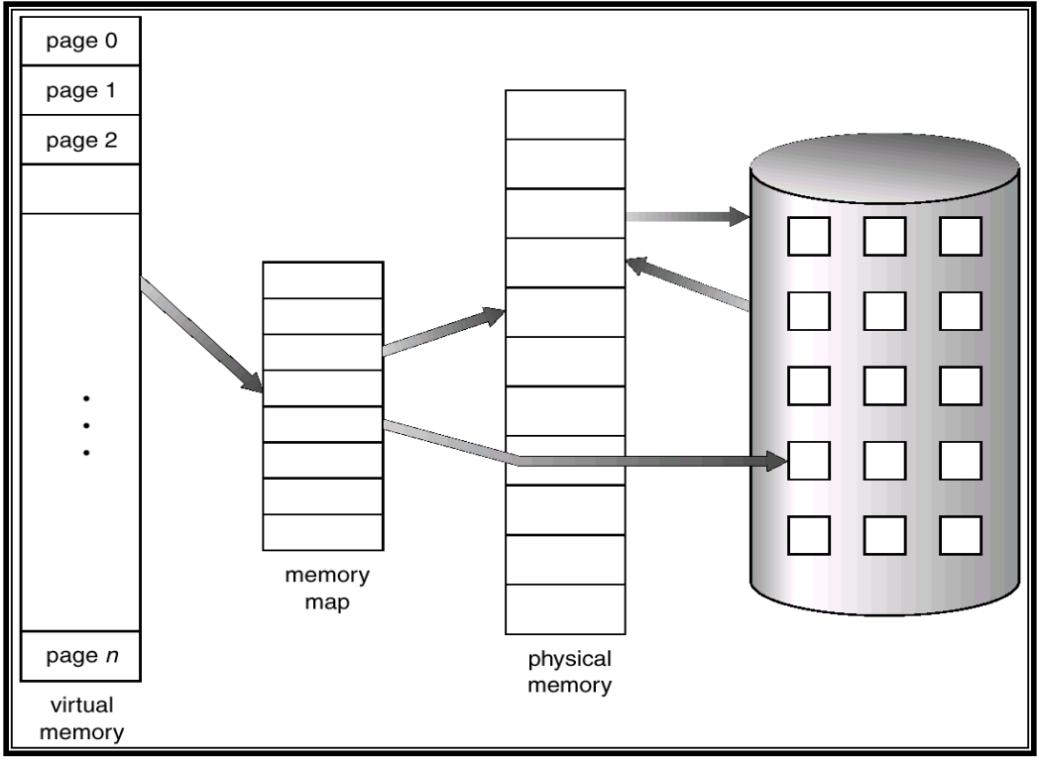 page 0
page 1
page 2
page n
virtual
memory
memory
map
physical
memory